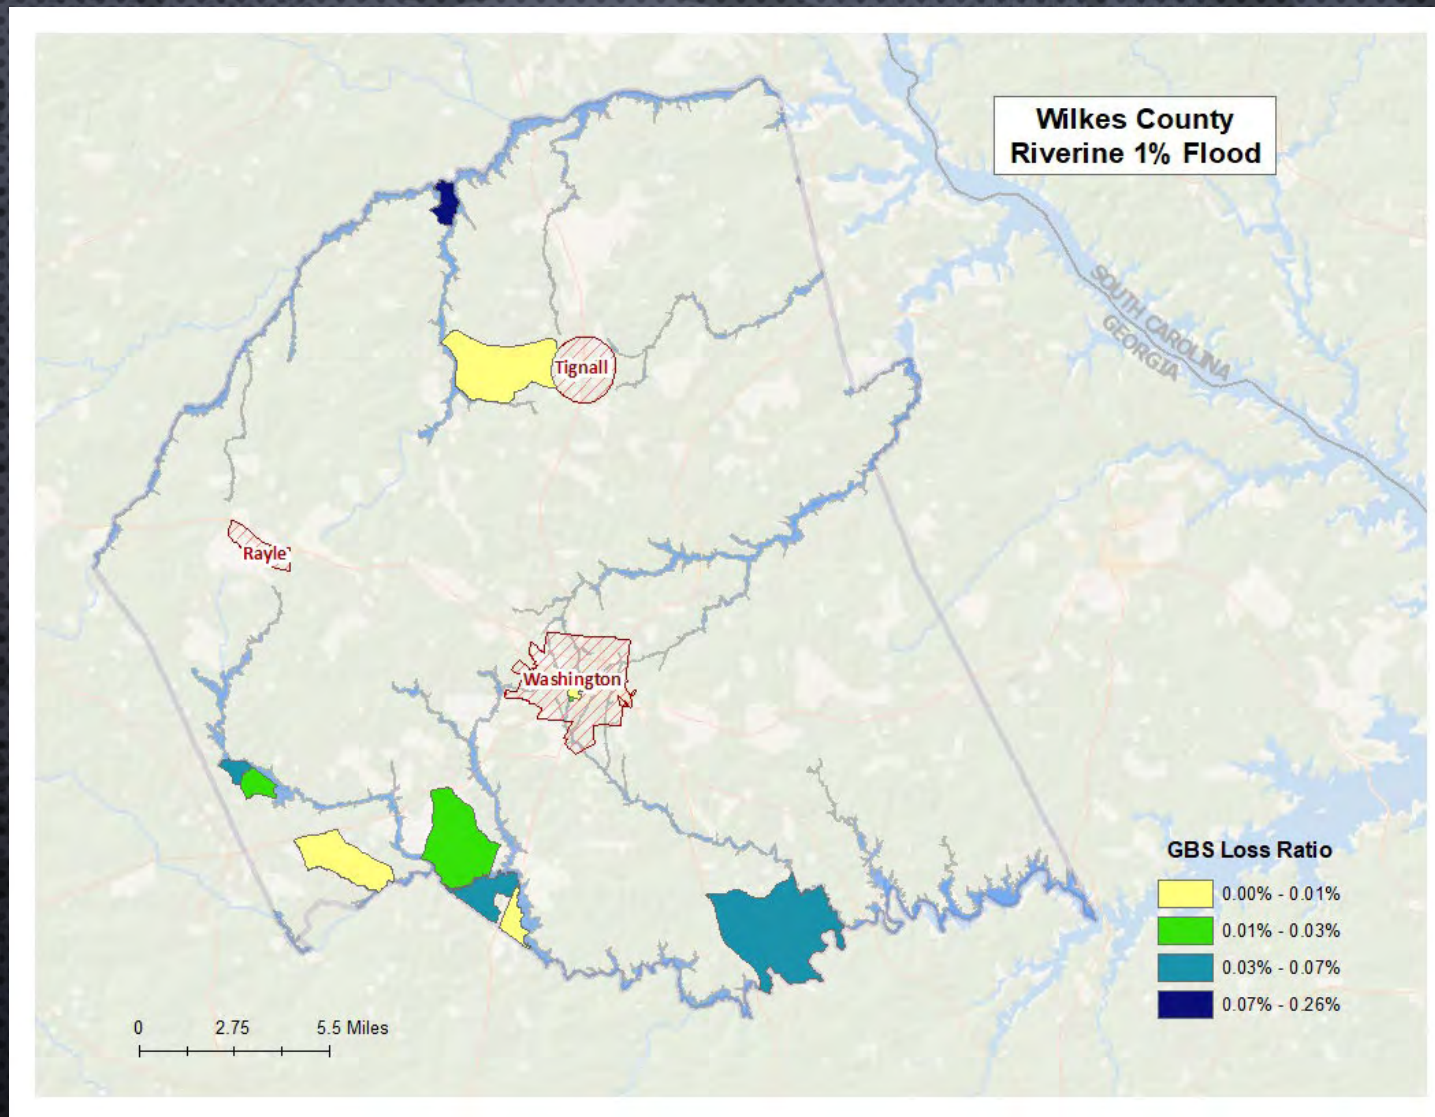 Wilkes County
Riverine 1% Flood
SOUTH CAROLINA
GEORGIA
Tignall
Rayle
Washington
GBS Loss Ratio
0.00% - 0.01%
0.01% - 0.03%
0.03% - 0.07%
0.07% - 0.26%
0 2.75 5.5 Miles